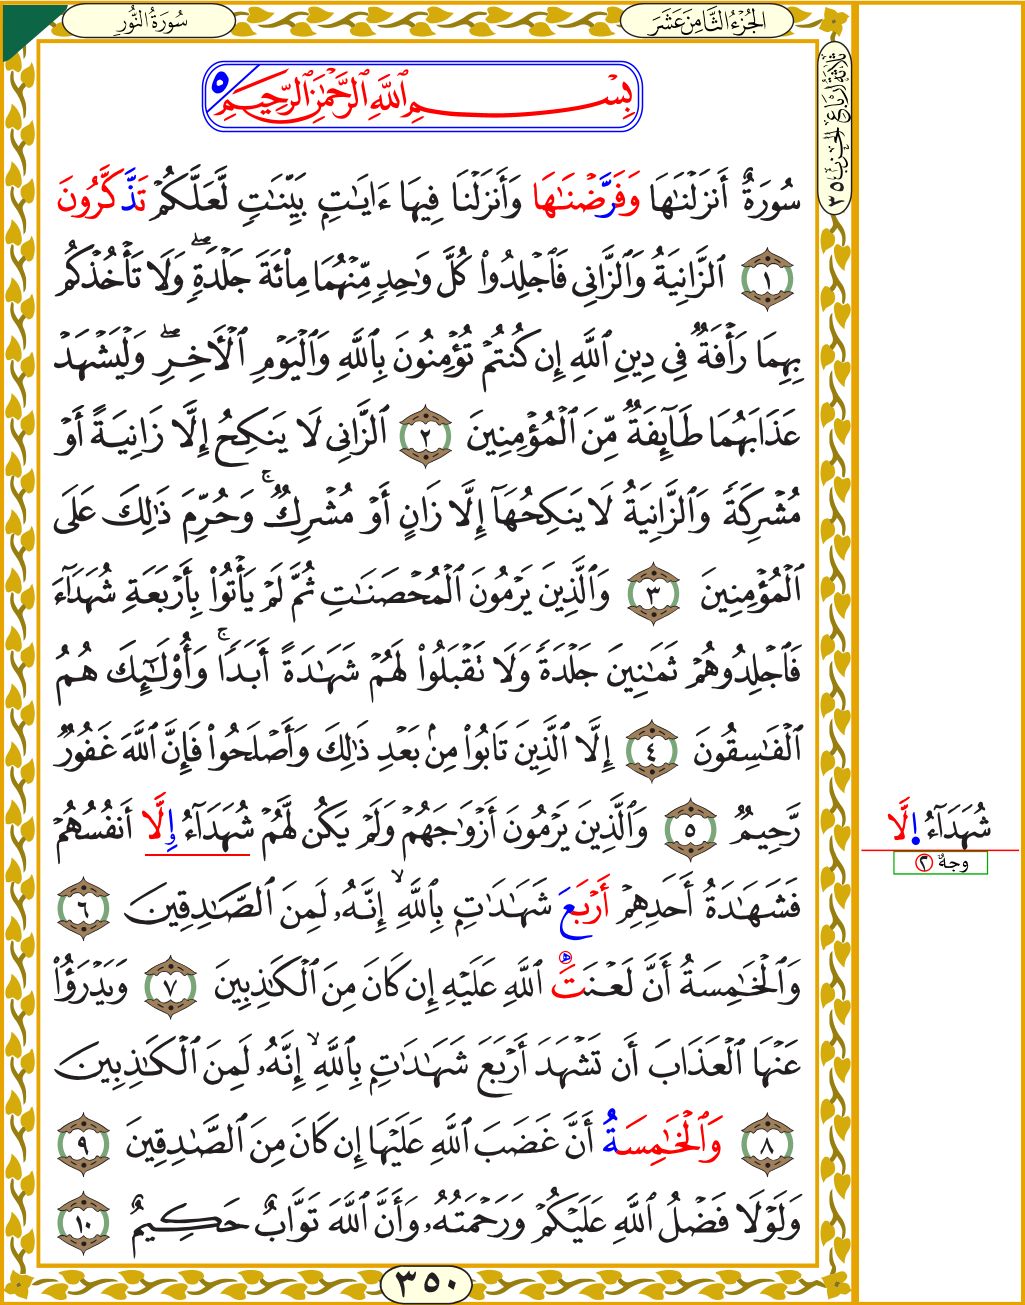 الجُزْءُ الثَّامِنَ عَشَرَ
سُورَةُ النُّورِ
ثلاثة أرباع الحزب ٣٥
بِسْمِ ٱللَّهِ ٱلرَّحْمَٰنِ ٱلرَّحِيمِ ٥
سُورَةٌ أَنزَلْنَٰهَا وَفَرَّضْنَٰهَا وَأَنزَلْنَا فِيهَا ءَايَٰتِۭ بَيِّنَٰتٍ لَّعَلَّكُمْ تَذَّكَّرُونَ
١ ٱلزَّانِيَةُ وَٱلزَّانِى فَٱجْلِدُوا۟ كُلَّ وَٰحِدٍ مِّنْهُمَا مِا۟ئَةَ جَلْدَةٍ ۖ وَلَا تَأْخُذْكُم
بِهِمَا رَأْفَةٌ فِى دِينِ ٱللَّهِ إِن كُنتُمْ تُؤْمِنُونَ بِٱللَّهِ وَٱلْيَوْمِ ٱلْـَٔاخِرِ ۖ وَلْيَشْهَدْ
عَذَابَهُمَا طَآئِفَةٌ مِّنَ ٱلْمُؤْمِنِينَ ٢ ٱلزَّانِى لَا يَنكِحُ إِلَّا زَانِيَةً أَوْ
مُشْرِكَةً وَٱلزَّانِيَةُ لَا يَنكِحُهَآ إِلَّا زَانٍ أَوْ مُشْرِكٌ ۚ وَحُرِّمَ ذَٰلِكَ عَلَى
ٱلْمُؤْمِنِينَ ٣ وَٱلَّذِينَ يَرْمُونَ ٱلْمُحْصَنَٰتِ ثُمَّ لَمْ يَأْتُوا۟ بِأَرْبَعَةِ شُهَدَآءَ
فَٱجْلِدُوهُمْ ثَمَٰنِينَ جَلْدَةً وَلَا تَقْبَلُوا۟ لَهُمْ شَهَٰدَةً أَبَدًا ۚ وَأُو۟لَٰٓئِكَ هُمُ
ٱلْفَٰسِقُونَ ٤ إِلَّا ٱلَّذِينَ تَابُوا۟ مِنۢ بَعْدِ ذَٰلِكَ وَأَصْلَحُوا۟ فَإِنَّ ٱللَّهَ غَفُورٌ
رَّحِيمٌ ٥ وَٱلَّذِينَ يَرْمُونَ أَزْوَٰجَهُمْ وَلَمْ يَكُن لَّهُمْ شُهَدَآءُ إِلَّآ أَنفُسُهُمْ
فَشَهَٰدَةُ أَحَدِهِمْ أَرْبَعَ شَهَٰدَٰتِۭ بِٱللَّهِ ۙ إِنَّهُۥ لَمِنَ ٱلصَّٰدِقِينَ ٦
وَٱلْخَٰمِسَةُ أَنَّ لَعْنَتَ ٱللَّهِ عَلَيْهِ إِن كَانَ مِنَ ٱلْكَٰذِبِينَ ٧ وَيَدْرَؤُا۟
عَنْهَا ٱلْعَذَابَ أَن تَشْهَدَ أَرْبَعَ شَهَٰدَٰتِۭ بِٱللَّهِ ۙ إِنَّهُۥ لَمِنَ ٱلْكَٰذِبِينَ
٨ وَٱلْخَٰمِسَةُ أَنَّ غَضَبَ ٱللَّهِ عَلَيْهَا إِن كَانَ مِنَ ٱلصَّٰدِقِينَ ٩
وَلَوْلَا فَضْلُ ٱللَّهِ عَلَيْكُمْ وَرَحْمَتُهُۥ وَأَنَّ ٱللَّهَ تَوَّابٌ حَكِيمٌ ١٠
شُهَدَآءُ إِلَّا
وجهٌ ٢
٣٥٠